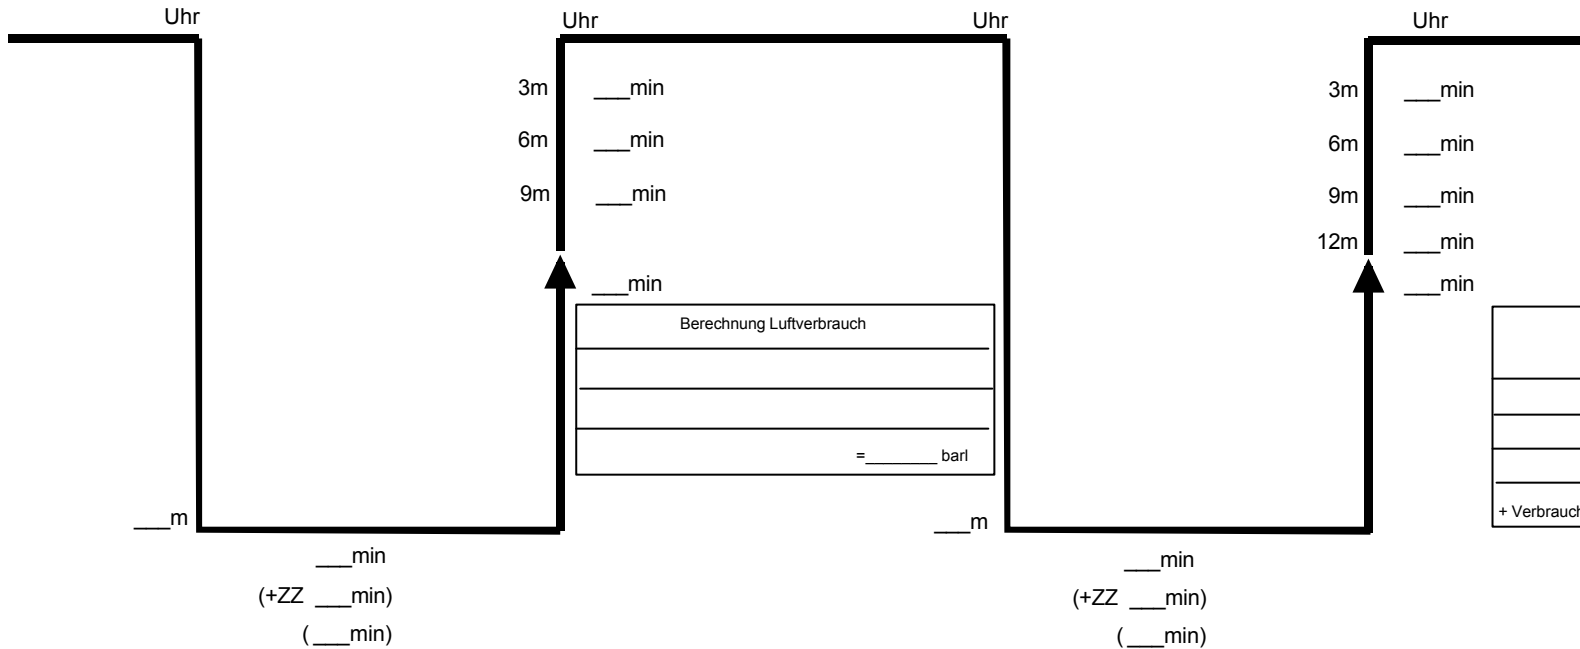 Uhr
Uhr
Uhr
Uhr
3m ___min
6m ___min
9m ___min
___min
Berechnung Luftverbrauch
=________ barl
___m
___min
(+ZZ ___min)
( ___min)
3m ___min
6m ___min
9m ___min
12m ___min
___min
___m
___min
(+ZZ ___min)
( ___min)
+ Verbrauch